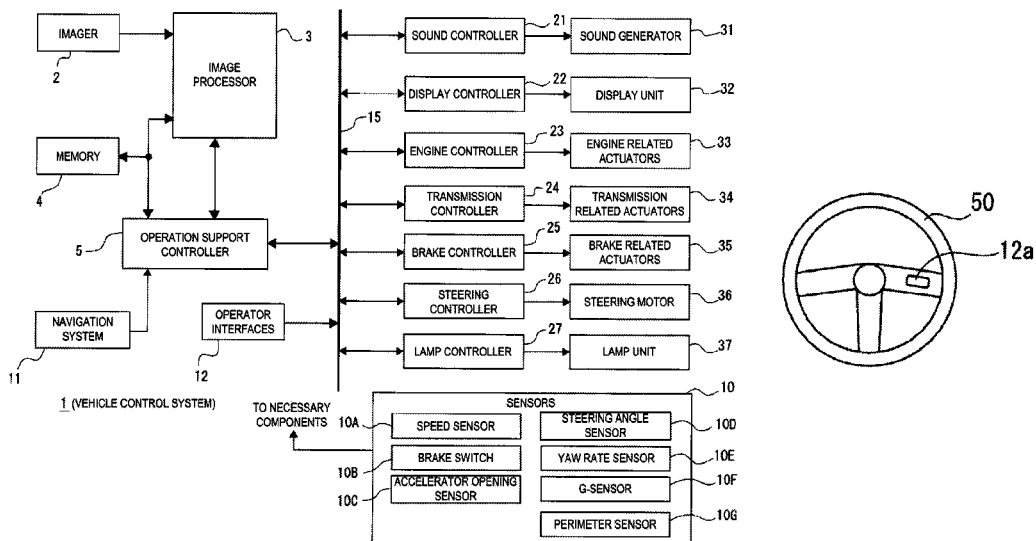 IMAGER
2
IMAGE
PROCESSOR
3
MEMORY
4
5
OPERATION SUPPORT
CONTROLLER
NAVIGATION
SYSTEM
11
OPERATOR
INTERFACES
12
1 (VEHICLE CONTROL SYSTEM)
15
SOUND CONTROLLER
21
SOUND GENERATOR
31
DISPLAY CONTROLLER
22
DISPLAY UNIT
32
ENGINE CONTROLLER
23
ENGINE RELATED
ACTUATORS
33
TRANSMISSION
CONTROLLER
24
TRANSMISSION
RELATED ACTUATORS
34
BRAKE CONTROLLER
25
BRAKE RELATED
ACTUATORS
35
STEERING
CONTROLLER
26
STEERING MOTOR
36
LAMP CONTROLLER
27
LAMP UNIT
37
TO NECESSARY
COMPONENTS
10
SENSORS
10A
SPEED SENSOR
10B
BRAKE SWITCH
10C
ACCELERATOR OPENING
SENSOR
STEERING ANGLE
SENSOR
10D
YAW RATE SENSOR
10E
G-SENSOR
10F
PERIMETER SENSOR
10G
50
12a